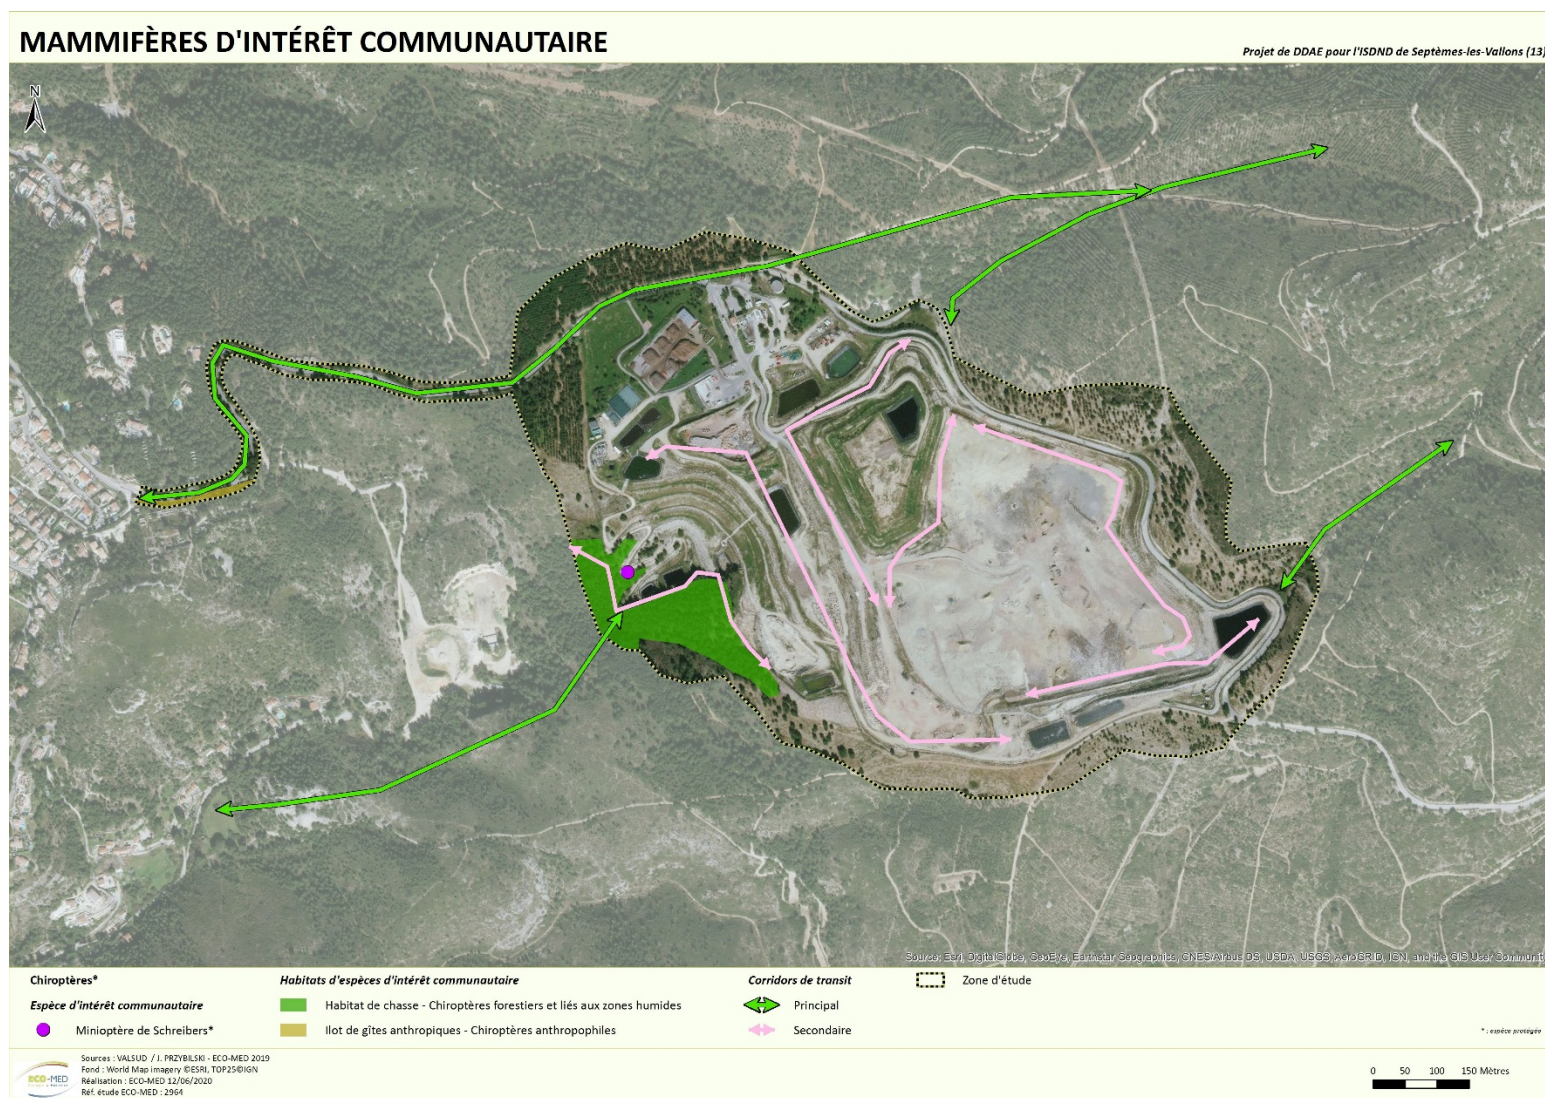 MAMMIFÈRES D'INTÉRÊT COMMUNAUTAIRE
Projet de DDAE pour l'ISDND de Septèmes-les-Vallons (13)
N
Source: Esri, DigitalGlobe, GeoEye, Earthstar Geographics, CNES/Airbus DS, USDA, USGS, AeroGRID, IGN, and the GIS User Communit
Chiroptères*
Espèce d'intérêt communautaire
Minioptère de Schreibers*
Habitats d'espèces d'intérêt communautaire
Habitat de chasse - Chiroptères forestiers et liés aux zones humides
Ilot de gîtes anthropiques - Chiroptères anthropophiles
Corridors de transit
Principal
Secondaire
Zone d'étude
* : espèce protégée
ECO-MED
Sources : VALSUD / J. PRZYBILSKI - ECO-MED 2019
Fond : World Map imagery ©ESRI, TOP25©IGN
Réalisation : ECO-MED 12/06/2020
Réf. étude ECO-MED : 2964
0 50 100 150 Mètres